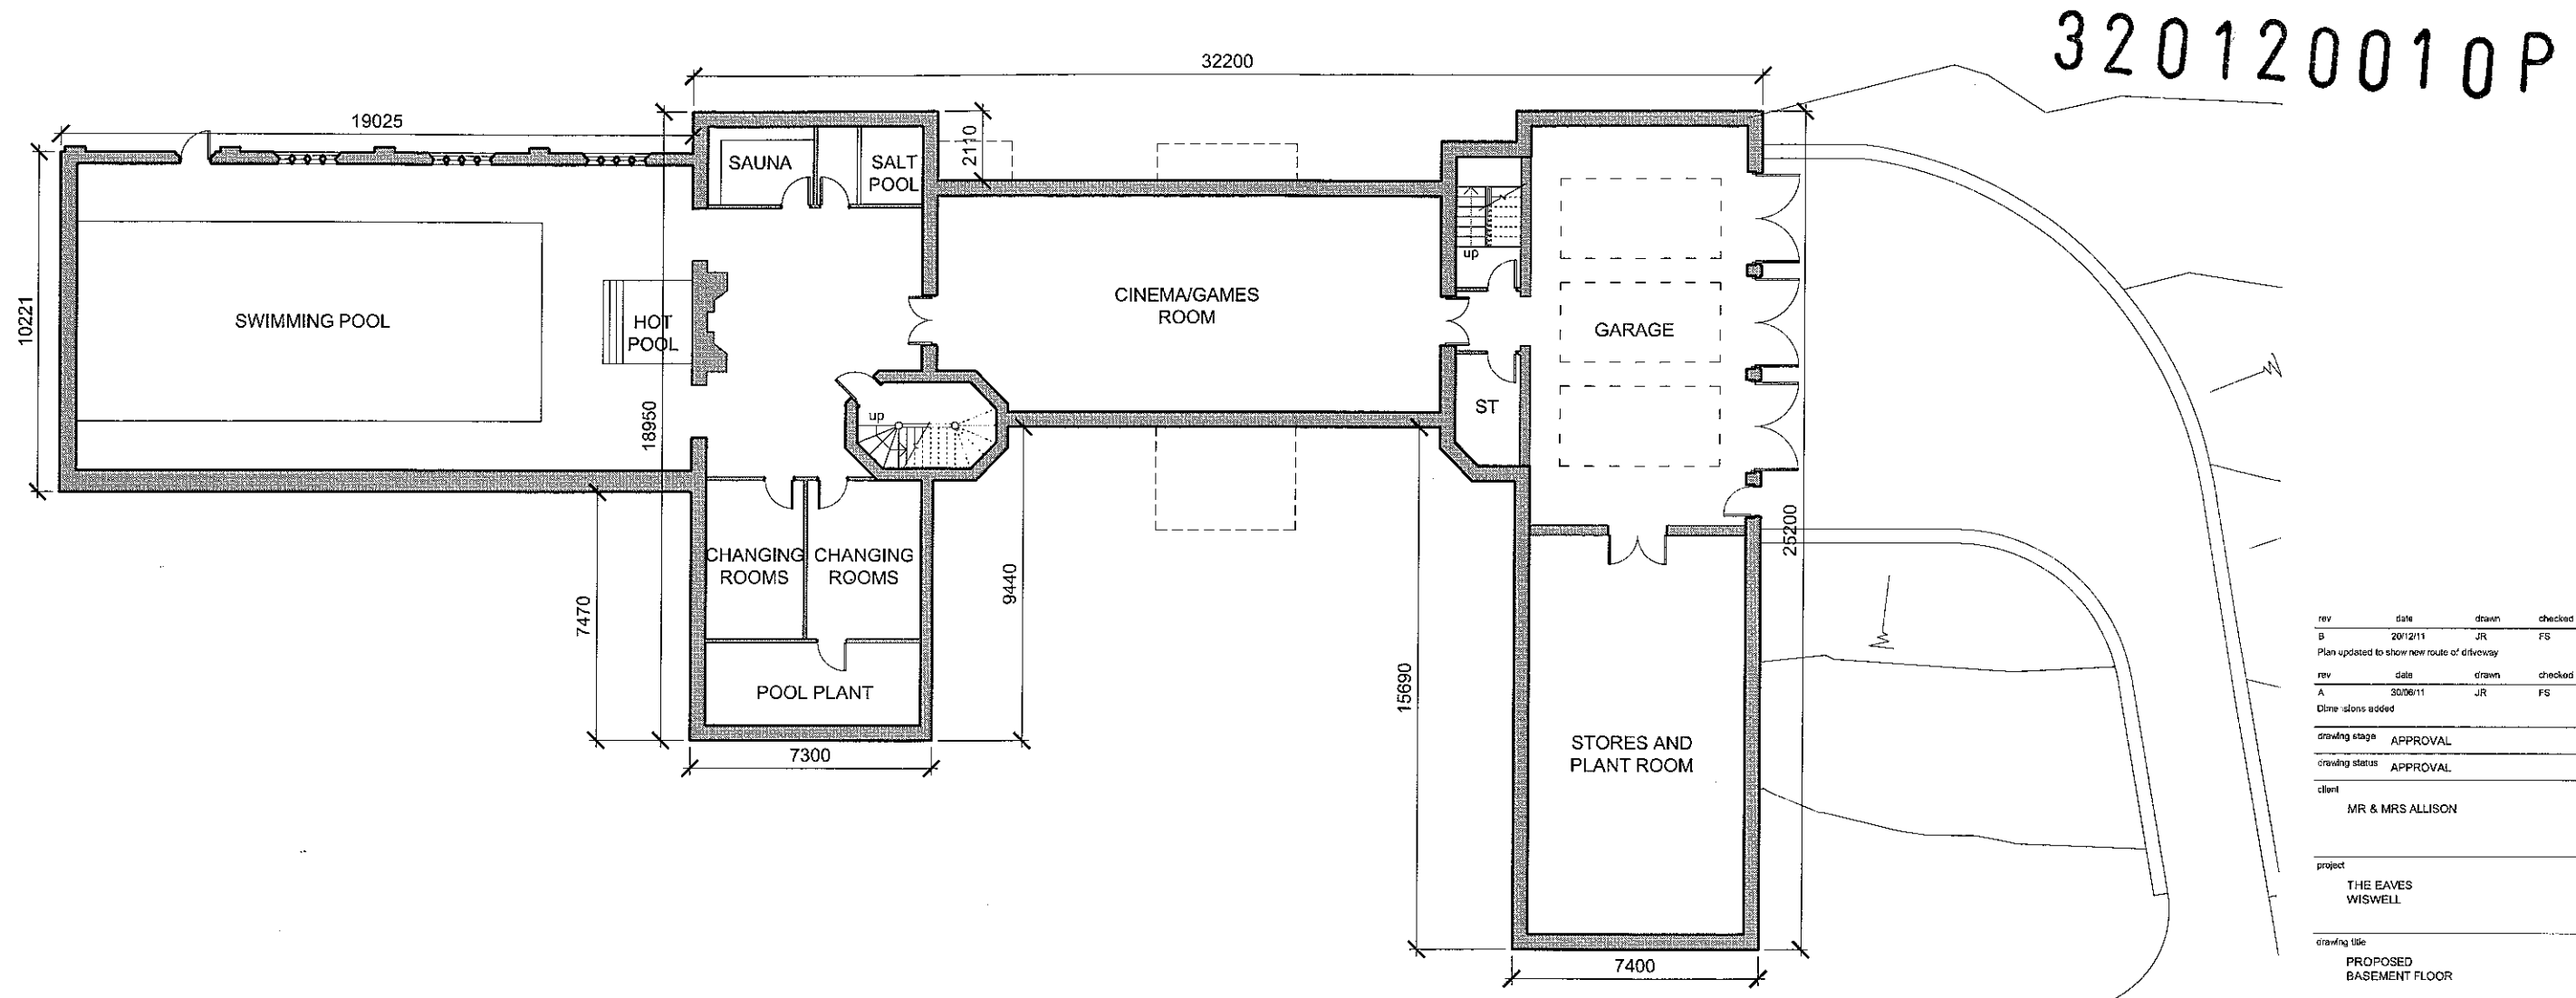 320120010P
32200
19025
2110
SAUNA
SALT
POOL
up
10221
SWIMMING POOL
HOT
POOL
CINEMA/GAMES
ROOM
GARAGE
18950
up
ST
25200
CHANGING
ROOMS
CHANGING
ROOMS
7470
9440
POOL PLANT
15690
7300
STORES AND
PLANT ROOM
7400
rev date drawn checked
B 20/12/11 JR FS
Plan updated to show new route of driveway
rev date drawn checked
A 30/06/11 JR FS
Dimensions added
drawing stage APPROVAL
drawing status APPROVAL
client
MR & MRS ALLISON
project
THE EAVES
WISWELL
drawing title
PROPOSED
BASEMENT FLOOR